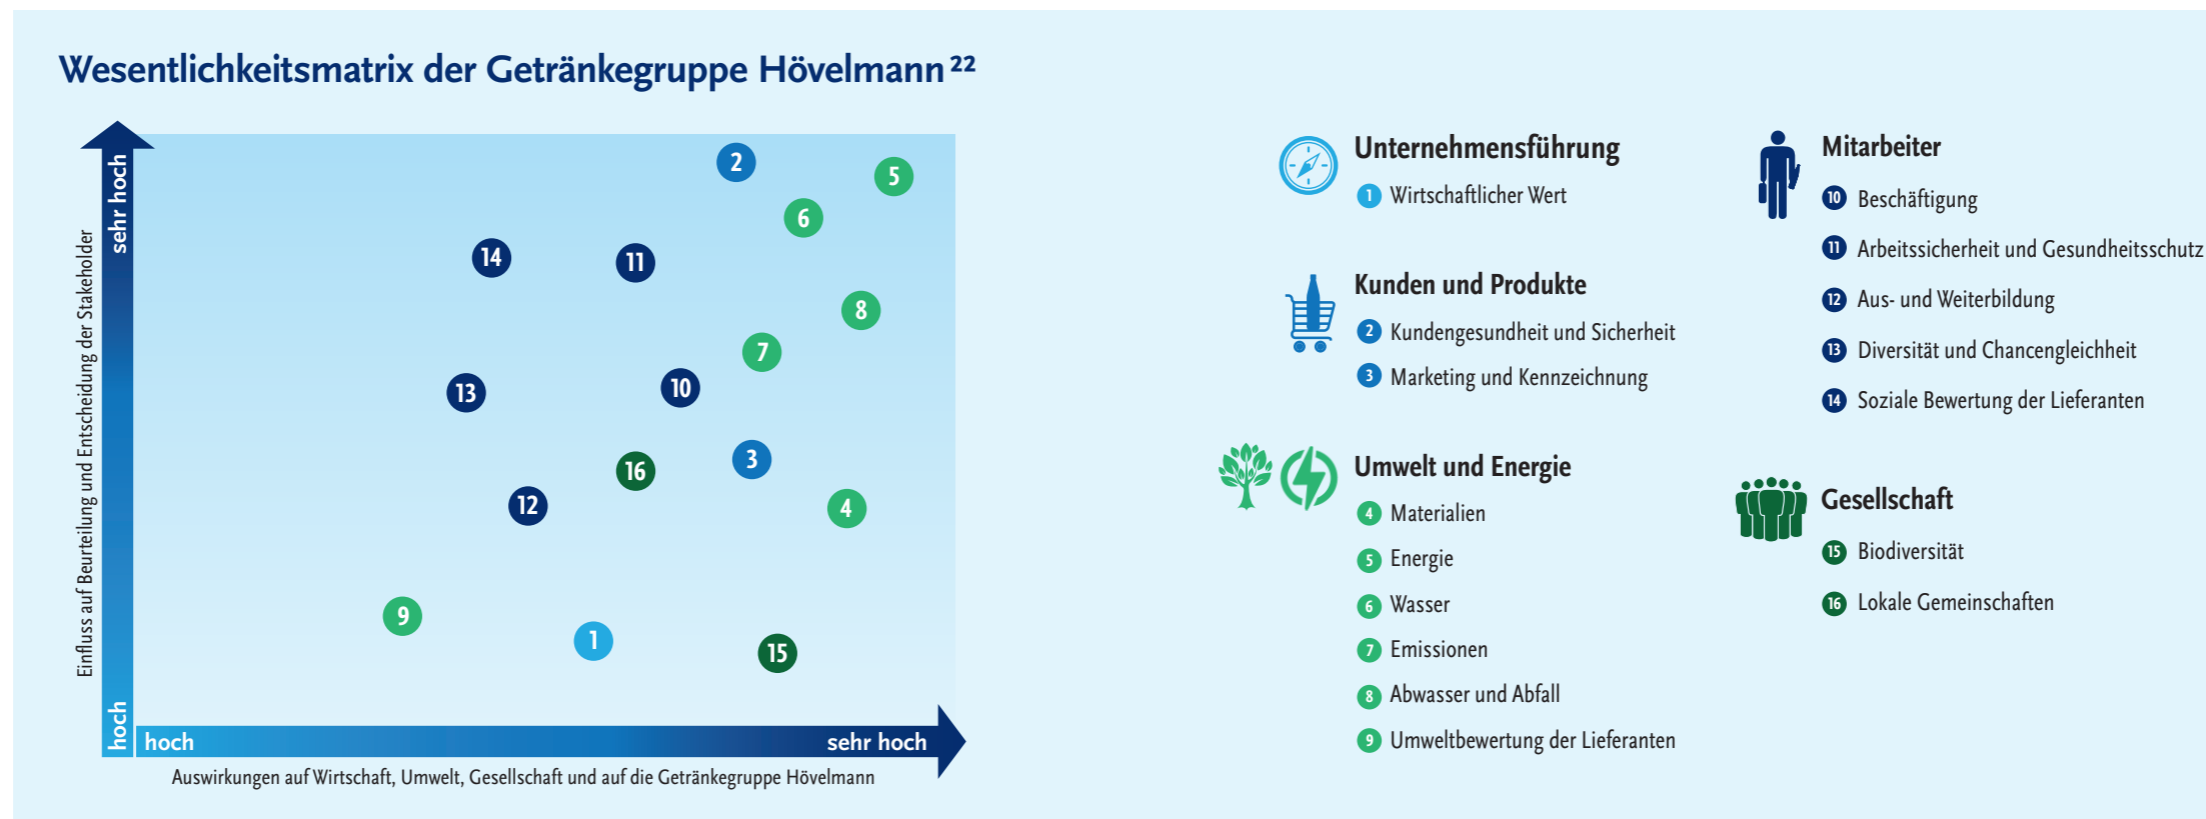 Wesentlichkeitsmatrix der Getränkegruppe Hövelmann²²
Einfluss auf Beurteilung und Entscheidung der Stakeholder
sehr hoch
hoch
2
5
6
14
11
8
7
13
10
3
16
12
4
9
1
15
hoch
sehr hoch
Auswirkungen auf Wirtschaft, Umwelt, Gesellschaft und auf die Getränkegruppe Hövelmann
Unternehmensführung
1 Wirtschaftlicher Wert
Kunden und Produkte
2 Kundengesundheit und Sicherheit
3 Marketing und Kennzeichnung
Umwelt und Energie
4 Materialien
5 Energie
6 Wasser
7 Emissionen
8 Abwasser und Abfall
9 Umweltbewertung der Lieferanten
Mitarbeiter
10 Beschäftigung
11 Arbeitssicherheit und Gesundheitsschutz
12 Aus- und Weiterbildung
13 Diversität und Chancengleichheit
14 Soziale Bewertung der Lieferanten
Gesellschaft
15 Biodiversität
16 Lokale Gemeinschaften